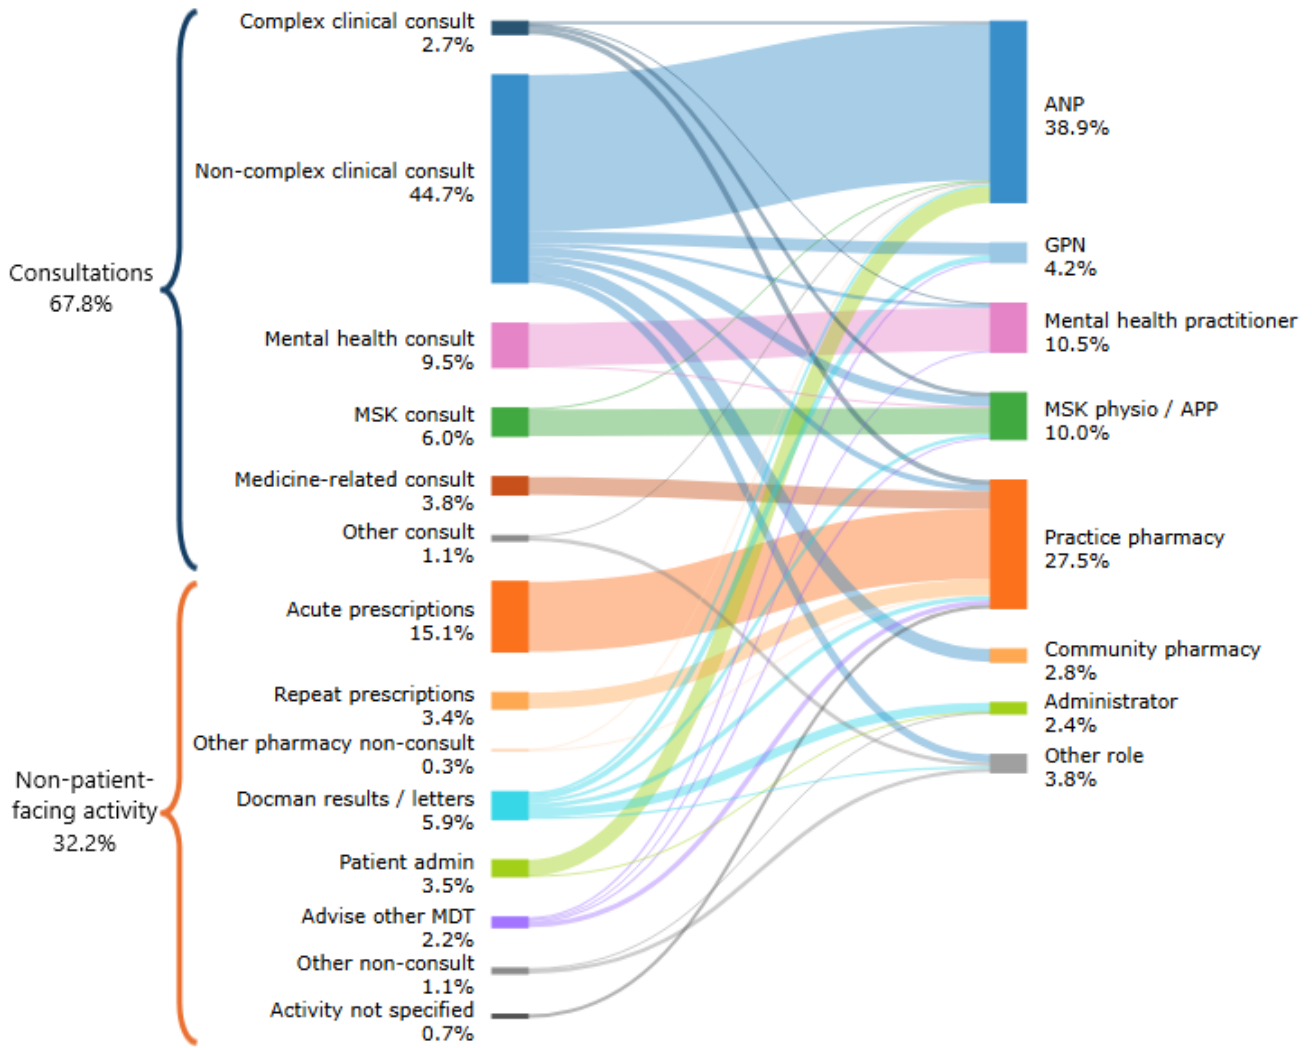 Consultations
67.8%
Non-patient-
facing activity
32.2%
Complex clinical consult
2.7%
Non-complex clinical consult
44.7%
Mental health consult
9.5%
MSK consult
6.0%
Medicine-related consult
3.8%
Other consult
1.1%
Acute prescriptions
15.1%
Repeat prescriptions
3.4%
Other pharmacy non-consult
0.3%
Docman results / letters
5.9%
Patient admin
3.5%
Advise other MDT
2.2%
Other non-consult
1.1%
Activity not specified
0.7%
ANP
38.9%
GPN
4.2%
Mental health practitioner
10.5%
MSK physio / APP
10.0%
Practice pharmacy
27.5%
Community pharmacy
2.8%
Administrator
2.4%
Other role
3.8%